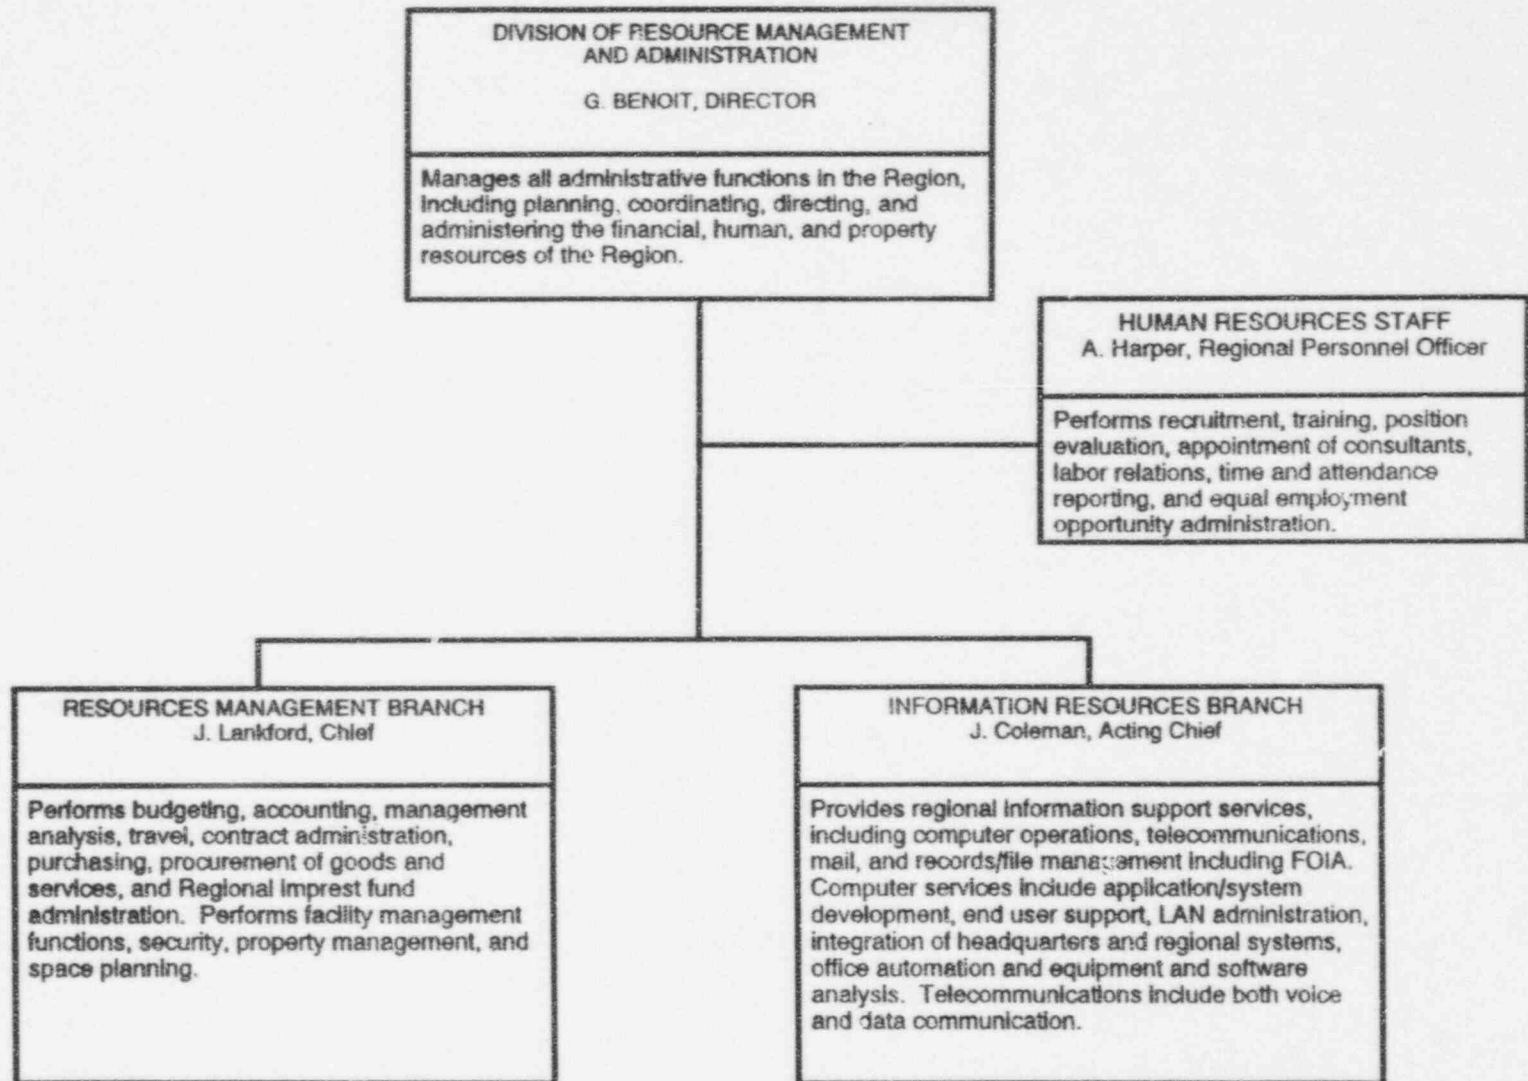 DIVISION OF RESOURCE MANAGEMENT
AND ADMINISTRATION
G. BENOIT, DIRECTOR
Manages all administrative functions in the Region,
including planning, coordinating, directing, and
administering the financial, human, and property
resources of the Region.
HUMAN RESOURCES STAFF
A. Harper, Regional Personnel Officer
Performs recruitment, training, position
evaluation, appointment of consultants,
labor relations, time and attendance
reporting, and equal employment
opportunity administration.
RESOURCES MANAGEMENT BRANCH
J. Lankford, Chief
Performs budgeting, accounting, management
analysis, travel, contract administration,
purchasing, procurement of goods and
services, and Regional Imprest fund
administration. Performs facility management
functions, security, property management, and
space planning.
INFORMATION RESOURCES BRANCH
J. Coleman, Acting Chief
Provides regional information support services,
including computer operations, telecommunications,
mail, and records/file management including FOIA.
Computer services include application/system
development, end user support, LAN administration,
integration of headquarters and regional systems,
office automation and equipment and software
analysis. Telecommunications include both voice
and data communication.